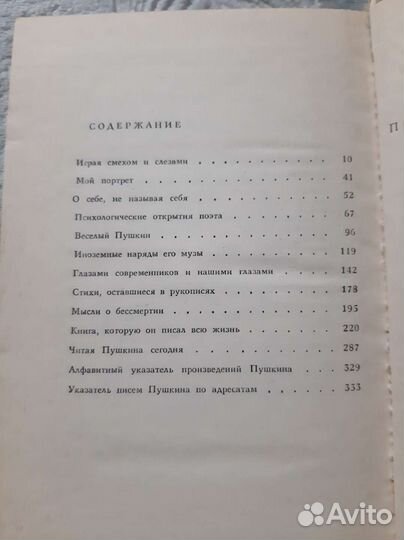 СОДЕРЖАНИЕ
Играя смехом и слезами . . . . . . . . . 10
Мой портрет . . . . . . . . . . . . 41
О себе, не называя себя . . . . . . . . . 52
Психологические открытия поэта . . . . . . . 67
Веселый Пушкин . . . . . . . . . . . 96
Иноземные наряды его музы . . . . . . . . 119
Глазами современников и нашими глазами . . . . 142
Стихи, оставшиеся в рукописях . . . . . . . 178
Мысли о бессмертии . . . . . . . . . . 195
Книга, которую он писал всю жизнь . . . . . . 220
Читая Пушкина сегодня . . . . . . . . . 287
Алфавитный указатель произведений Пушкина . . . 329
Указатель писем Пушкина по адресатам . . . . . 333
П
Avito